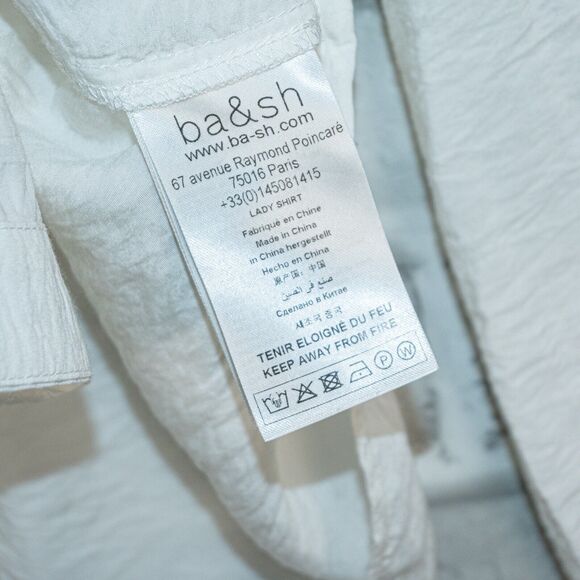 ba&sh
www.ba-sh.com
67 avenue Raymond Poincaré
75016 Paris
+33(0)145081415
LADY SHIRT
Fabriqué en Chine
Made in China
in China hergestellt
Hecho en China
原产国：中国
صنع في الصين
Сделано в Китае
제조국 중국
TENIR ELOIGNÉ DU FEU
KEEP AWAY FROM FIRE
P W